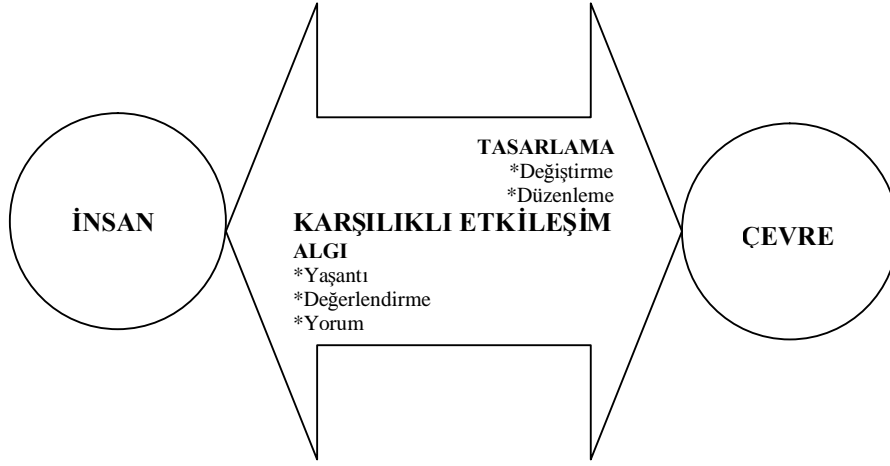 TASARLAMA
*Değiştirme
*Düzenleme
İNSAN
KARŞILIKLI ETKİLEŞİM
ÇEVRE
ALGI
*Yaşantı
*Değerlendirme
*Yorum